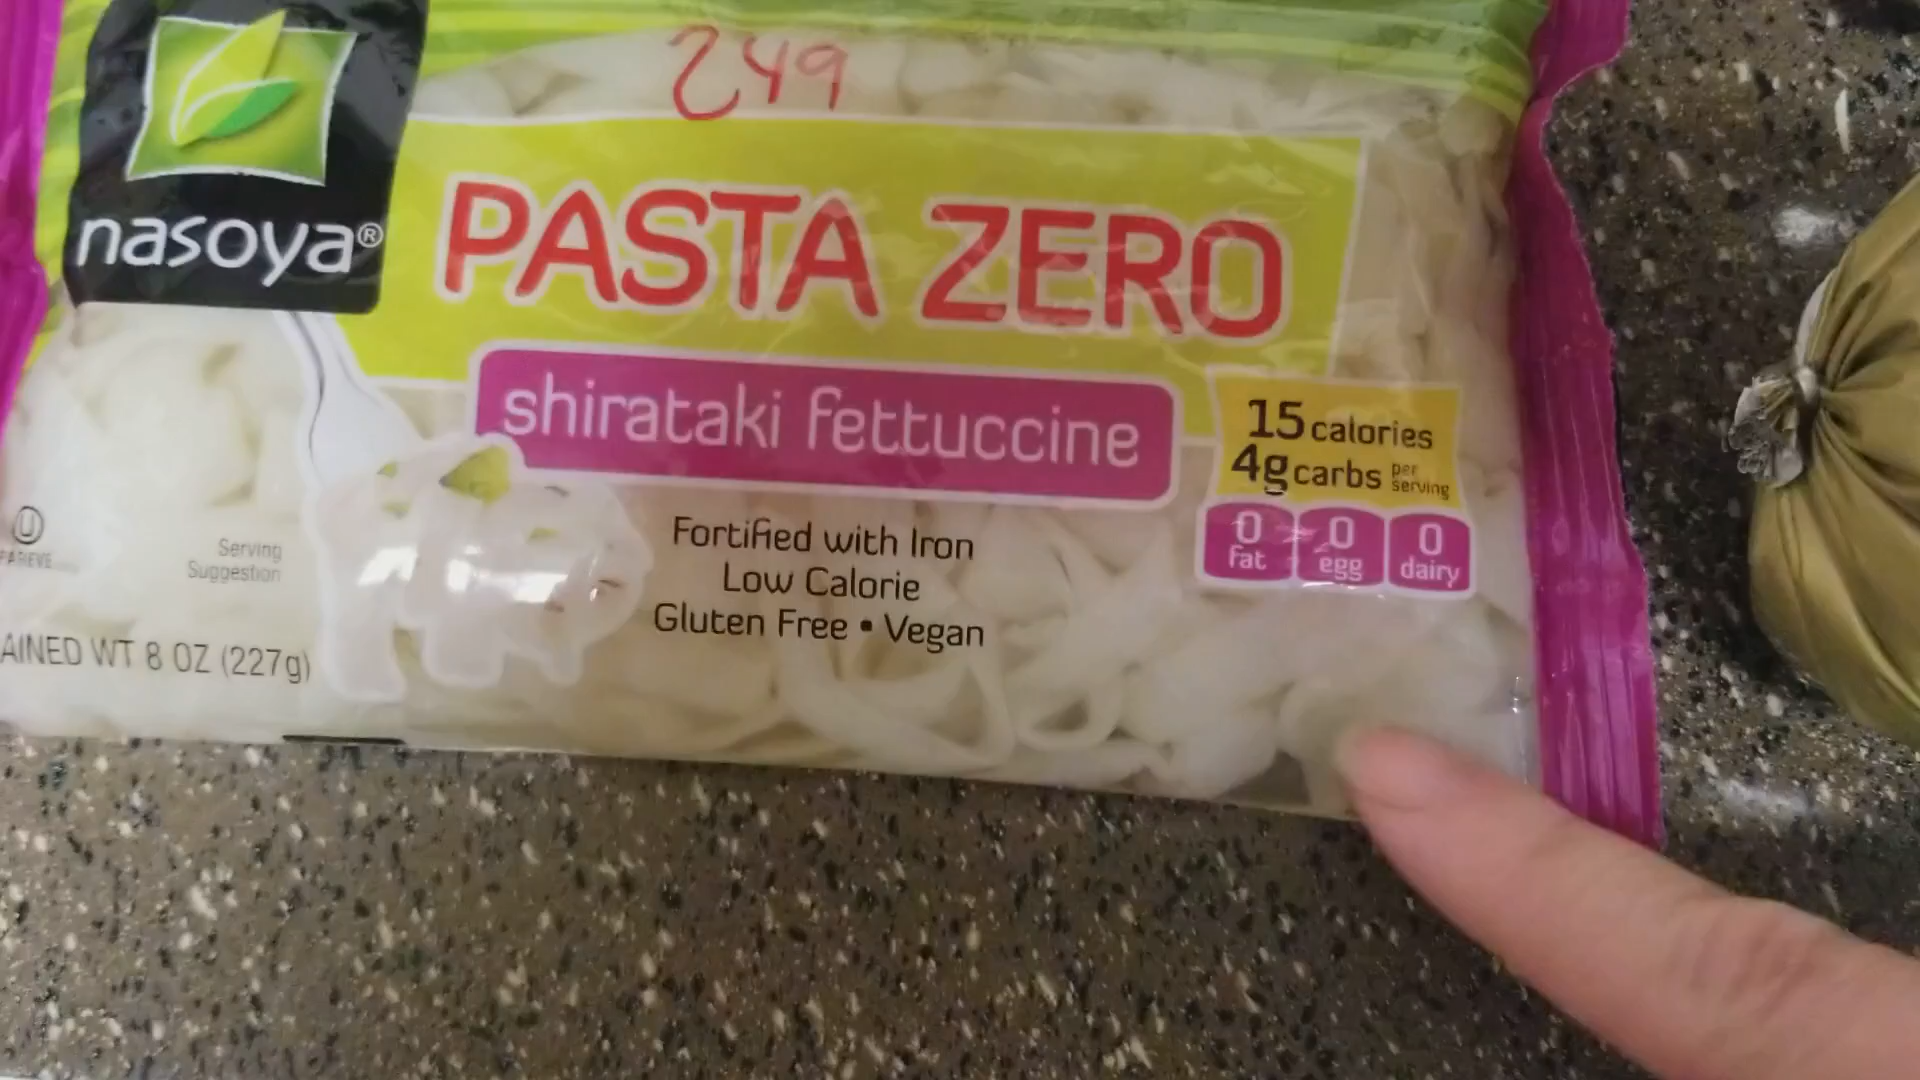 249
nasoya®
PASTA ZERO
shirataki fettuccine
15 calories
4g carbs per serving
0 fat
0 egg
0 dairy
Fortified with Iron
Low Calorie
Gluten Free • Vegan
U
PAREVE
Serving
Suggestion
AINED WT 8 OZ (227g)